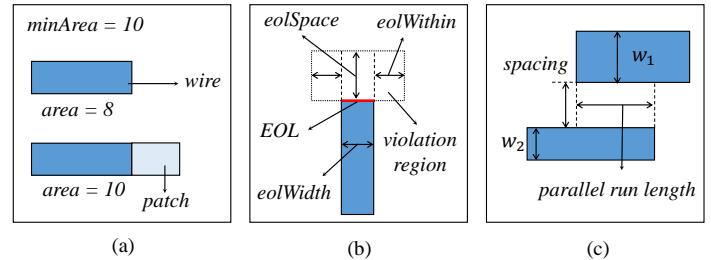 minArea = 10
wire
area = 8
area = 10
patch
(a)
eolSpace
eolWithin
EOL
violation
region
eolWidth
(b)
w₁
spacing
w₂
parallel run length
(c)